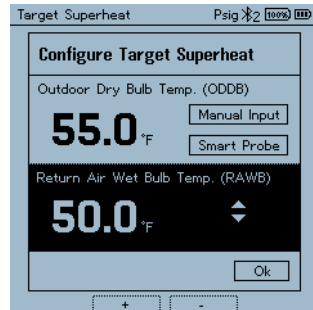 Target Superheat Psig 2 100%
Configure Target Superheat
Outdoor Dry Bulb Temp. (ODDB)
55.0 °F
Manual Input
Smart Probe
Return Air Wet Bulb Temp. (RAWB)
50.0 °F
Ok
+ -